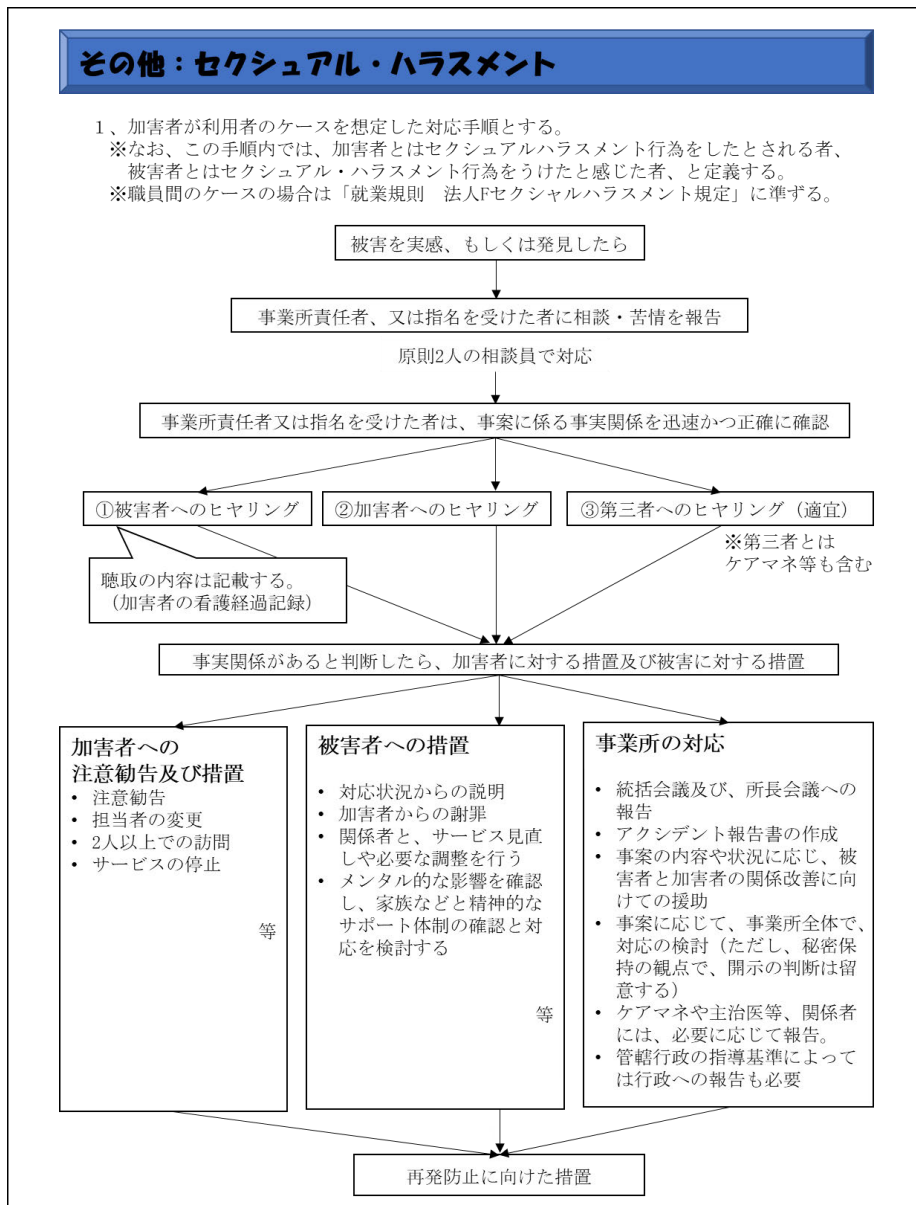 その他：セクシュアル・ハラスメント
１、加害者が利用者のケースを想定した対応手順とする。
※なお、この手順内では、加害者とはセクシュアルハラスメント行為をしたとされる者、
被害者とはセクシュアル・ハラスメント行為をうけたと感じた者、と定義する。
※職員間のケースの場合は「就業規則　法人Fセクシャルハラスメント規定」に準ずる。
被害を実感、もしくは発見したら
事業所責任者、又は指名を受けた者に相談・苦情を報告
原則2人の相談員で対応
事業所責任者又は指名を受けた者は、事案に係る事実関係を迅速かつ正確に確認
①被害者へのヒヤリング
②加害者へのヒヤリング
③第三者へのヒヤリング（適宜）
※第三者とは
ケアマネ等も含む
聴取の内容は記載する。
（加害者の看護経過記録）
事実関係があると判断したら、加害者に対する措置及び被害に対する措置
加害者への
注意勧告及び措置
• 注意勧告
• 担当者の変更
• 2人以上での訪問
• サービスの停止
等
被害者への措置
• 対応状況からの説明
• 加害者からの謝罪
• 関係者と、サービス見直
しや必要な調整を行う
• メンタル的な影響を確認
し、家族などと精神的な
サポート体制の確認と対
応を検討する
等
事業所の対応
• 統括会議及び、所長会議への
報告
• アクシデント報告書の作成
• 事案の内容や状況に応じ、被
害者と加害者の関係改善に向
けての援助
• 事案に応じて、事業所全体で、
対応の検討（ただし、秘密保
持の観点で、開示の判断は留
意する）
• ケアマネや主治医等、関係者
には、必要に応じて報告。
• 管轄行政の指導基準によって
は行政への報告も必要
再発防止に向けた措置